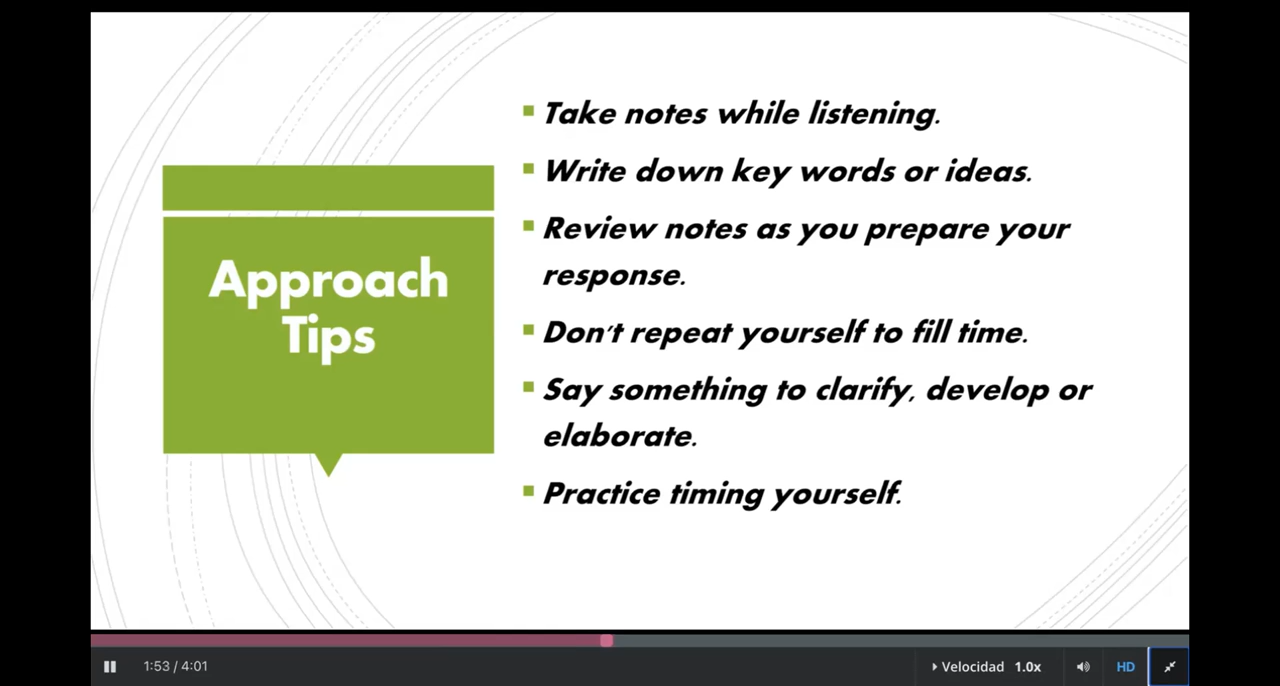 Approach
Tips
Take notes while listening.
Write down key words or ideas.
Review notes as you prepare your
response.
Don't repeat yourself to fill time.
Say something to clarify, develop or
elaborate.
Practice timing yourself.
1:53 / 4:01
Velocidad 1.0x
HD